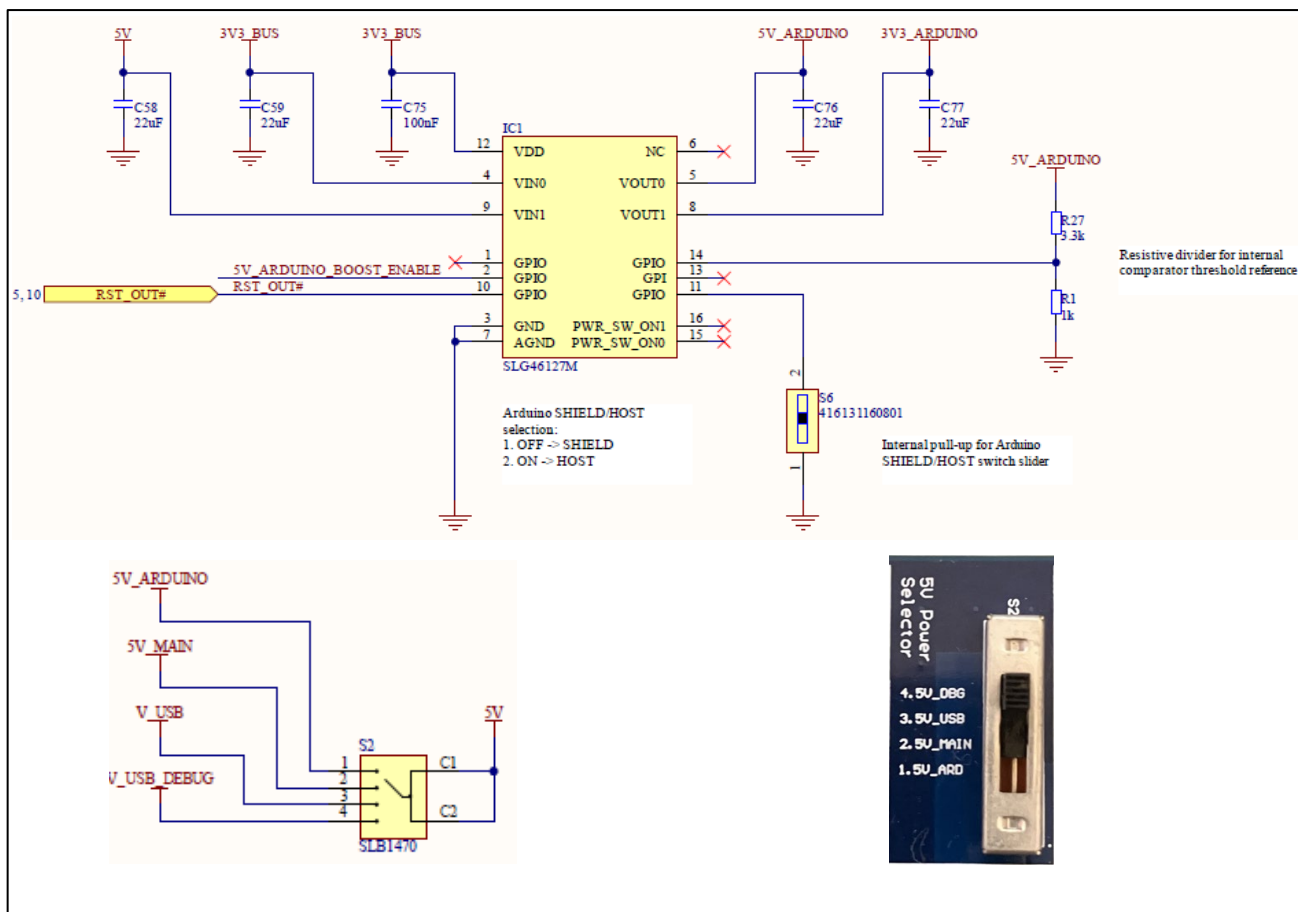 5V
3V3_BUS
3V3_BUS
5V_ARDUINO
3V3_ARDUINO
C58
22uF
C59
22uF
C75
100nF
C76
22uF
C77
22uF
IC1
12 VDD NC 6
4 VIN0 VOUT0 5
9 VIN1 VOUT1 8
1 GPIO GPIO 14
5V_ARDUINO_BOOST_ENABLE 2 GPIO GPI 13
5, 10 RST_OUT# RST_OUT# 10 GPIO GPIO 11
3 GND PWR_SW_ON1 16
7 AGND PWR_SW_ON0 15
SLG46127M
5V_ARDUINO
R27
3.3k
R1
1k
Resistive divider for internal
comparator threshold reference
Arduino SHIELD/HOST
selection:
1. OFF -> SHIELD
2. ON -> HOST
2
S6
416131160801
1
Internal pull-up for Arduino
SHIELD/HOST switch slider
5V_ARDUINO
5V_MAIN
V_USB
V_USB_DEBUG
5V
S2
1 C1
2
3
4 C2
SLB1470
5V Power
Selector
S2
4.5V_DBG
3.5V_USB
2.5V_MAIN
1.5V_ARD